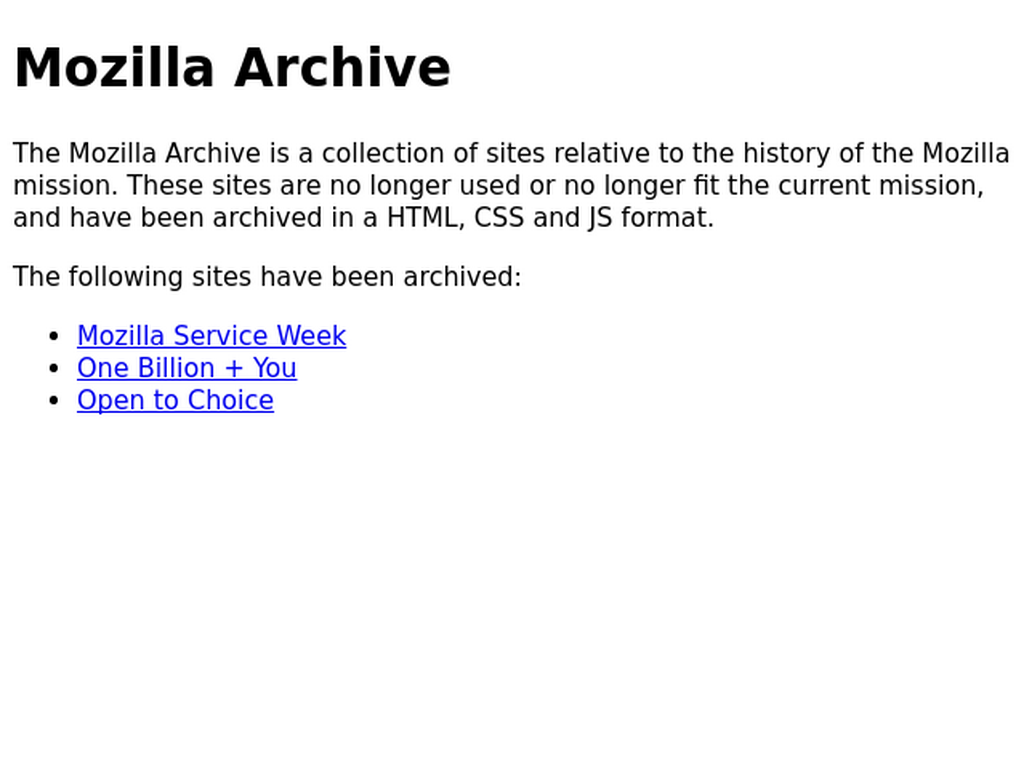 Mozilla Archive
The Mozilla Archive is a collection of sites relative to the history of the Mozilla
mission. These sites are no longer used or no longer fit the current mission,
and have been archived in a HTML, CSS and JS format.
The following sites have been archived:
• Mozilla Service Week
• One Billion + You
• Open to Choice